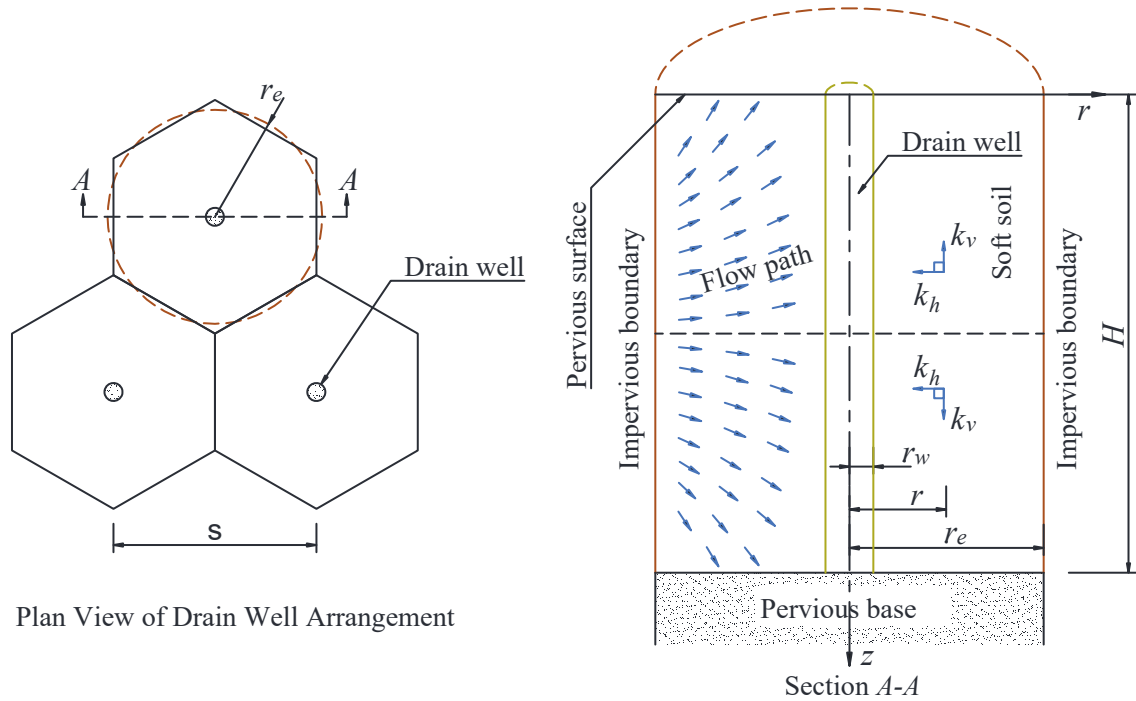 r_e
A
A
Drain well
S
Plan View of Drain Well Arrangement
r
Drain well
Pervious surface
Impervious boundary
Flow path
Soft soil
Impervious boundary
k_v
k_h
H
k_h
k_v
r_w
r
r_e
Pervious base
z
Section A-A